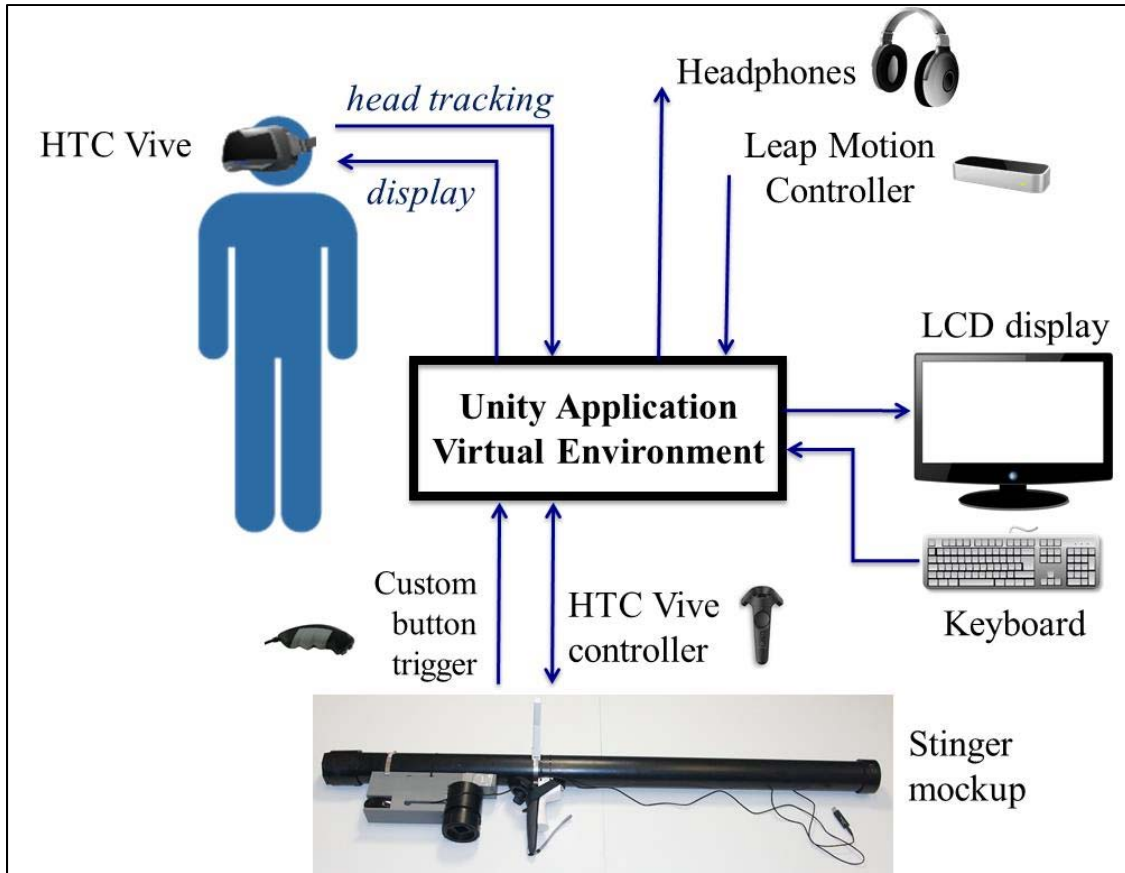 HTC Vive
head tracking
display
Headphones
Leap Motion
Controller
Unity Application
Virtual Environment
LCD display
Keyboard
Custom
button
trigger
HTC Vive
controller
Stinger
mockup